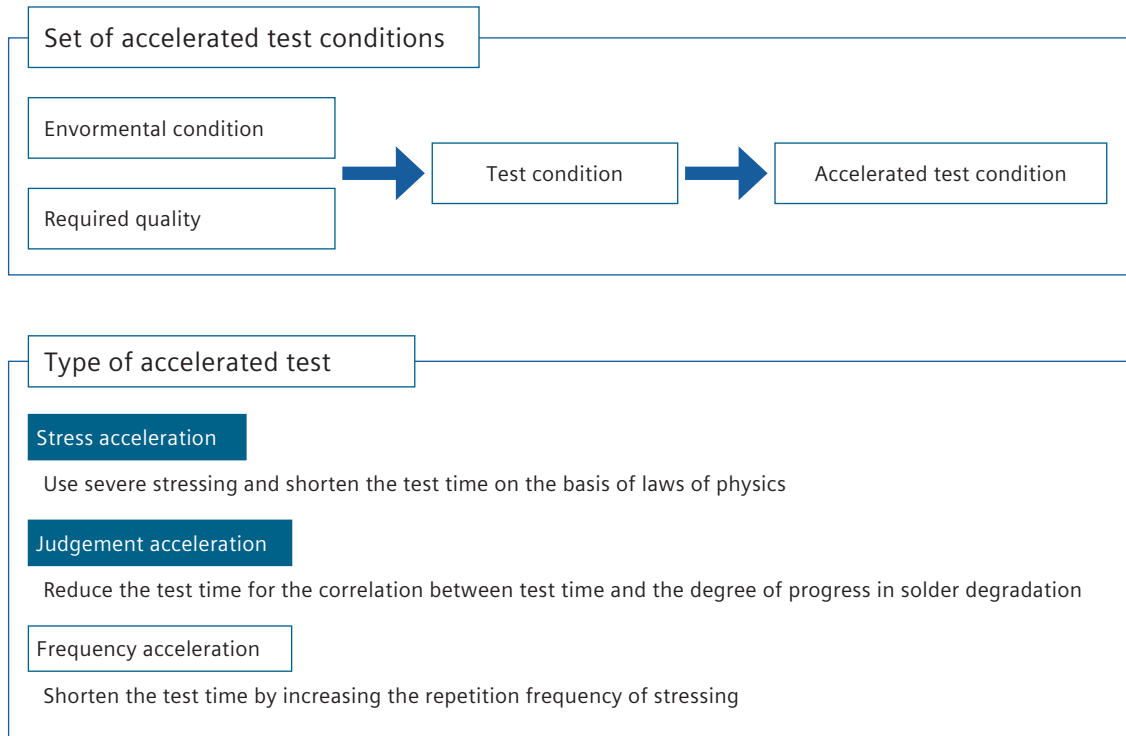 Set of accelerated test conditions
Envormental condition
Required quality
Test condition
Accelerated test condition
Type of accelerated test
Stress acceleration
Use severe stressing and shorten the test time on the basis of laws of physics
Judgement acceleration
Reduce the test time for the correlation between test time and the degree of progress in solder degradation
Frequency acceleration
Shorten the test time by increasing the repetition frequency of stressing